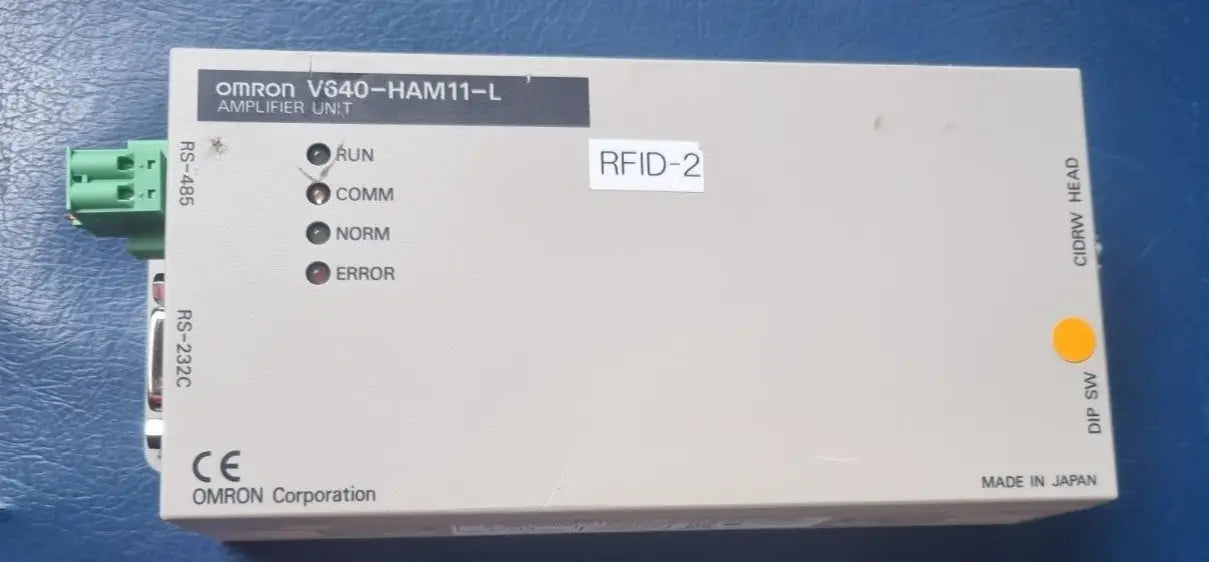 omron V640-HAM11-L
AMPLIFIER UNIT
RS-485
RUN
COMM
NORM
ERROR
RFID-2
CIDRW HEAD
RS-232C
DIP SW
CE
OMRON Corporation
MADE IN JAPAN